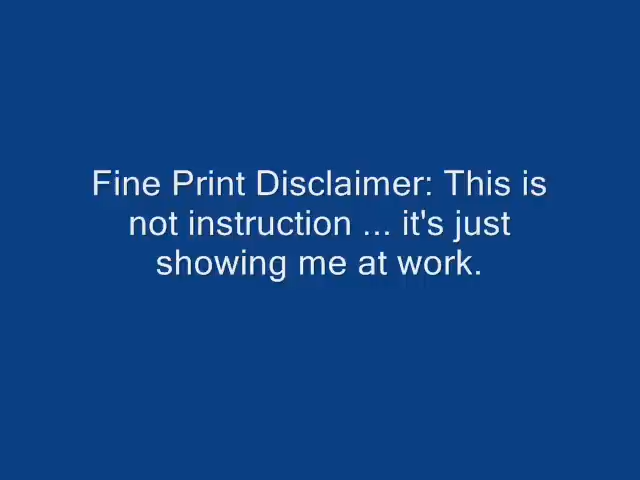 Fine Print Disclaimer: This is
not instruction ... it's just
showing me at work.